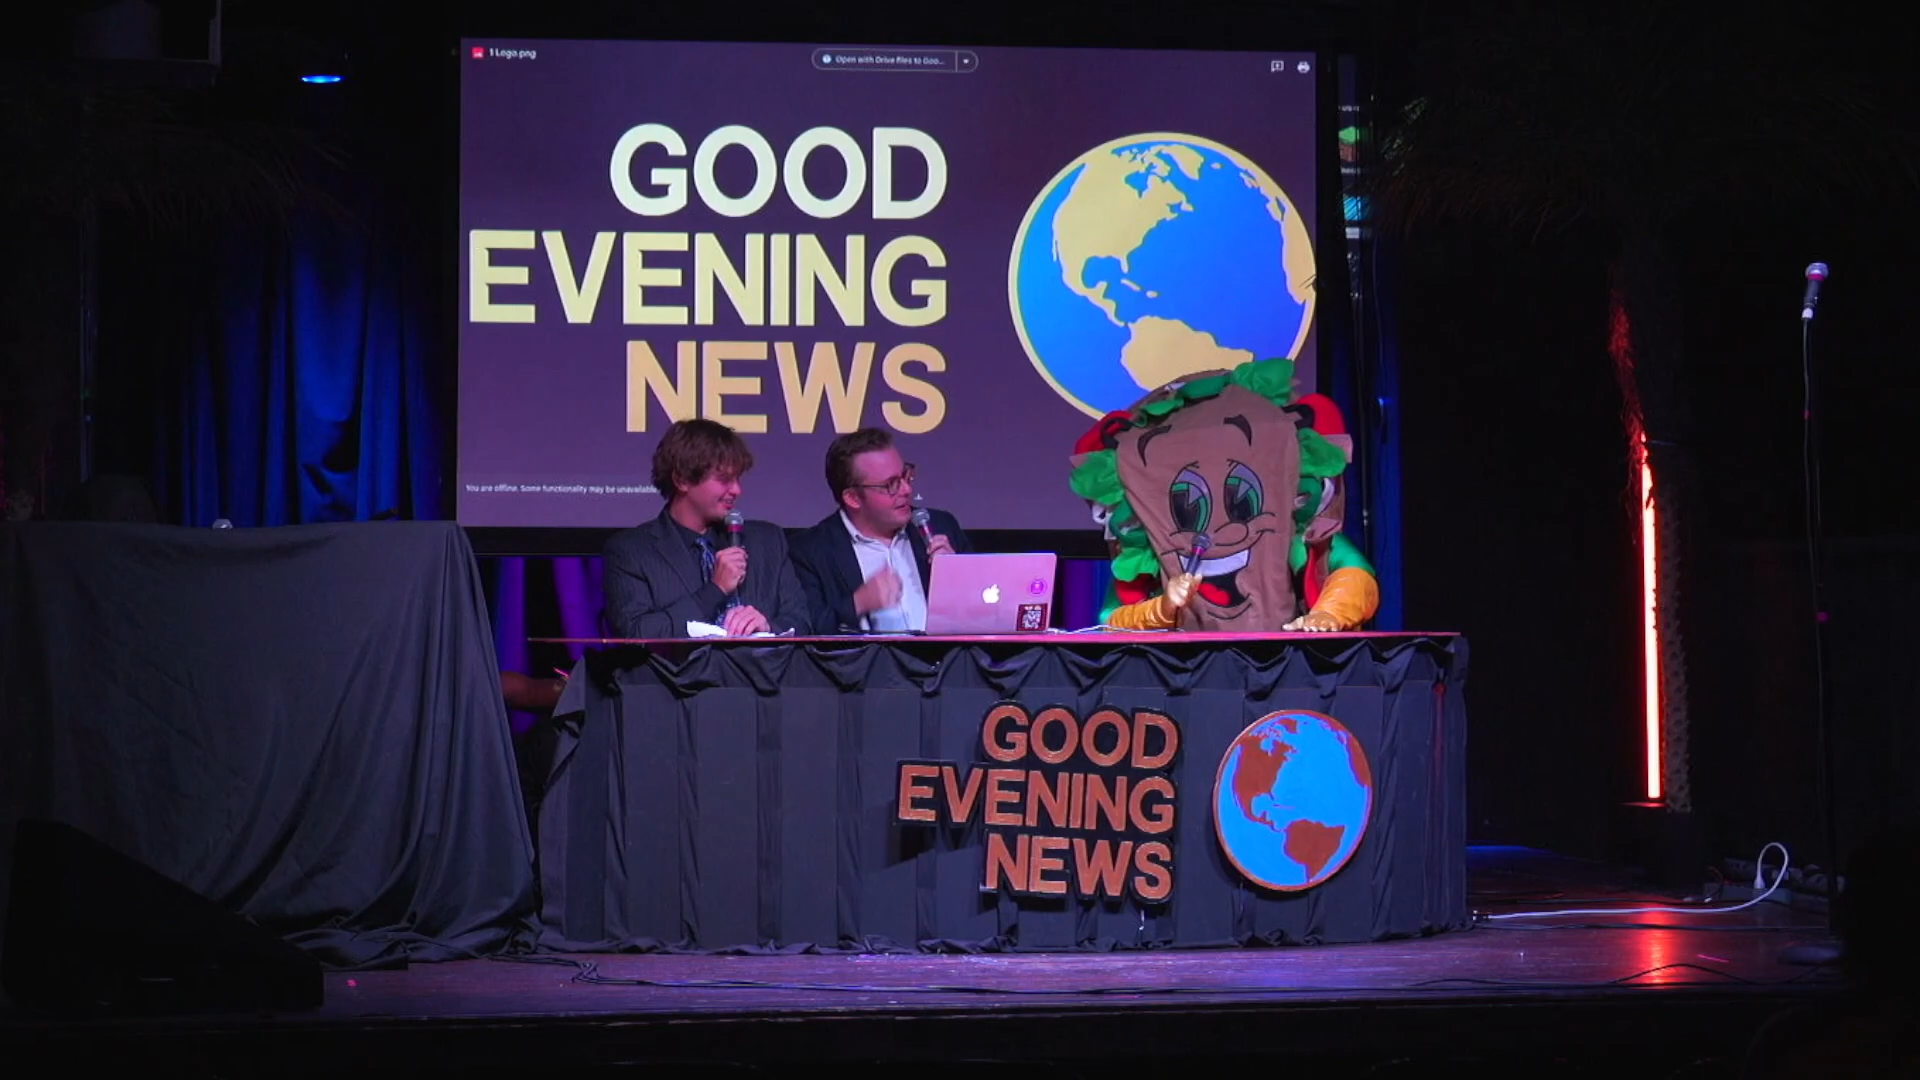 1 Logo.png
Open with Drive files to Goo...
GOOD
EVENING
NEWS
You are offline. Some functionality may be unavailable.
GOOD
EVENING
NEWS